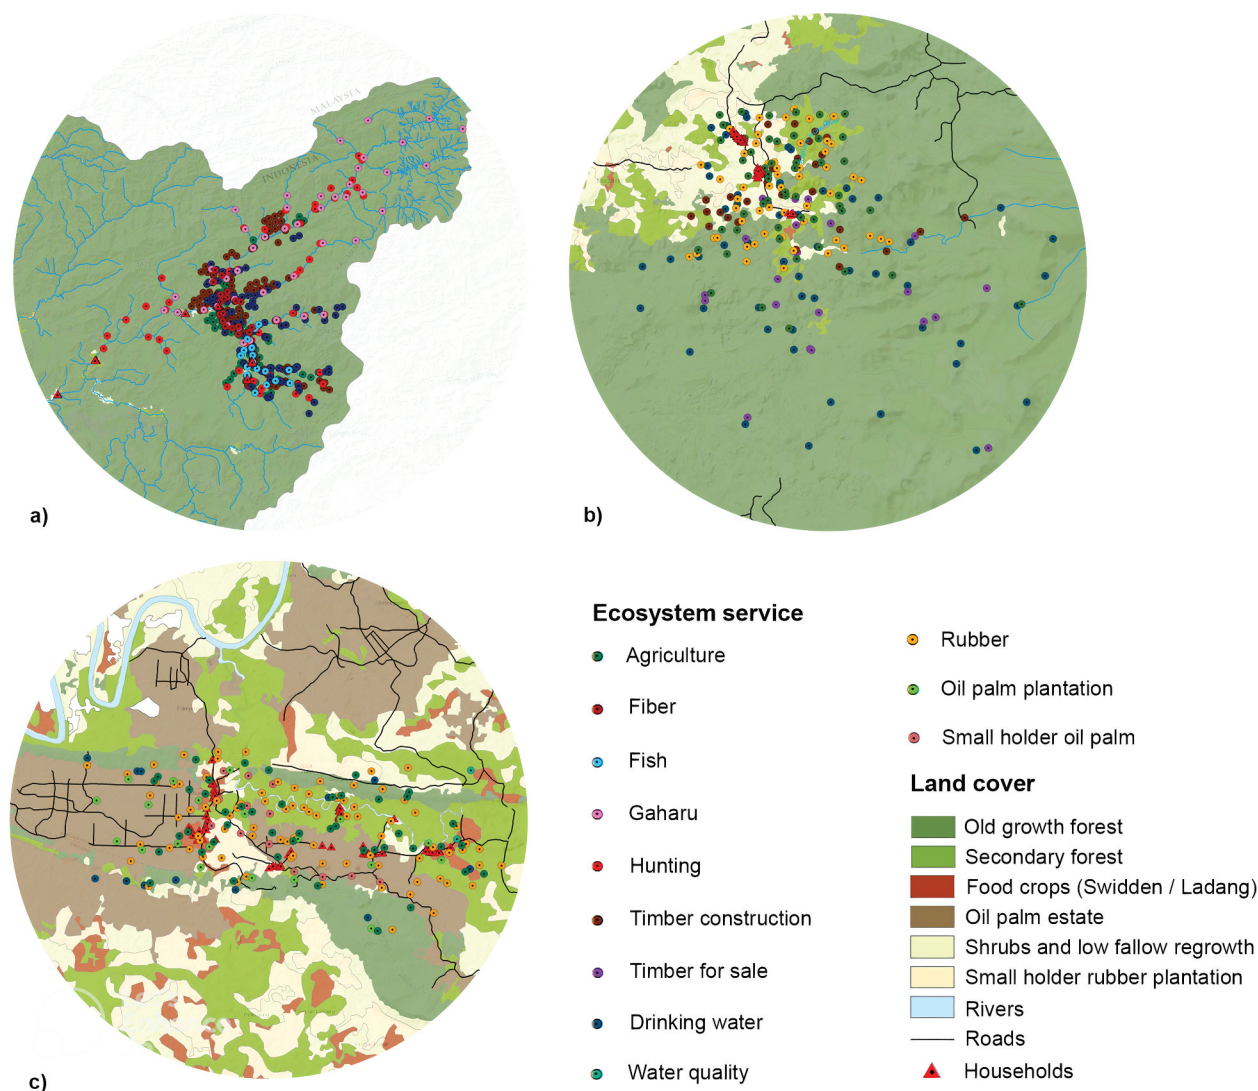 MALAYSIA
INDONESIA
a)
b)
c)
Ecosystem service
Agriculture
Fiber
Fish
Gaharu
Hunting
Timber construction
Timber for sale
Drinking water
Water quality
Rubber
Oil palm plantation
Small holder oil palm
Land cover
Old growth forest
Secondary forest
Food crops (Swidden / Ladang)
Oil palm estate
Shrubs and low fallow regrowth
Small holder rubber plantation
Rivers
Roads
Households